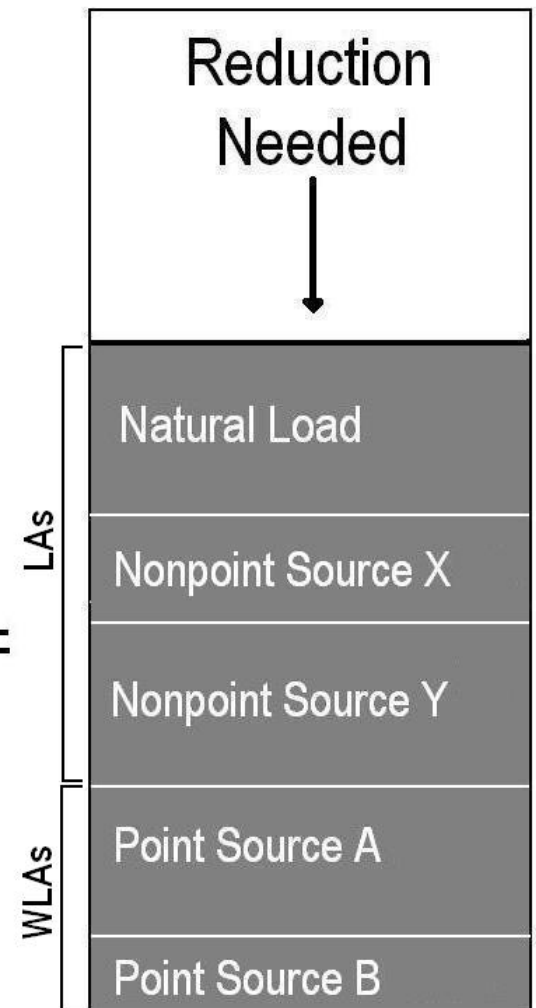 Reduction
Needed
LAs
Natural Load
Nonpoint Source X
Nonpoint Source Y
WLAs
Point Source A
Point Source B